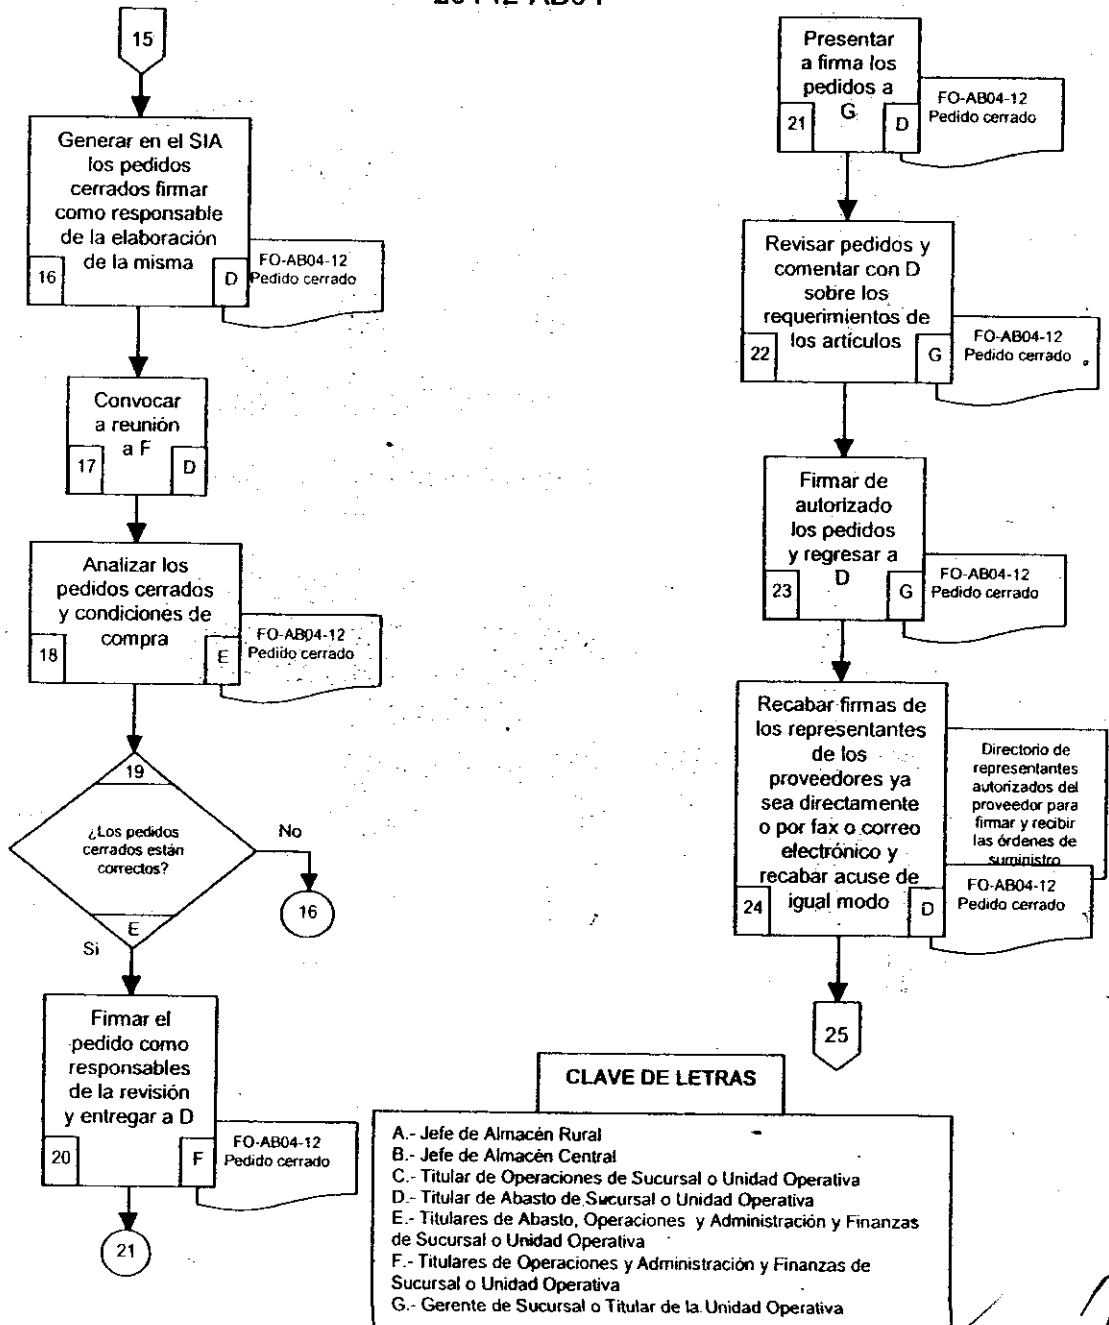 15
Generar en el SIA
los pedidos
cerrados firmar
como responsable
de la elaboración
de la misma
16
D
FO-AB04-12
Pedido cerrado
Convocar
a reunión
a F
17
D
Analizar los
pedidos cerrados
y condiciones de
compra
18
E
FO-AB04-12
Pedido cerrado
19
¿Los pedidos
cerrados están
correctos?
E
No
16
Si
Firmar el
pedido como
responsables
de la revisión
y entregar a D
20
F
FO-AB04-12
Pedido cerrado
21
Presentar
a firma los
pedidos a
G
21
D
FO-AB04-12
Pedido cerrado
Revisar pedidos y
comentar con D
sobre los
requerimientos de
los artículos
22
G
FO-AB04-12
Pedido cerrado
Firmar de
autorizado
los pedidos
y regresar a
D
23
G
FO-AB04-12
Pedido cerrado
Recabar firmas de
los representantes
de los
proveedores ya
sea directamente
o por fax o correo
electrónico y
recabar acuse de
igual modo
24
D
Directorio de
representantes
autorizados del
proveedor para
firmar y recibir
las órdenes de
suministro
FO-AB04-12
Pedido cerrado
25
CLAVE DE LETRAS
A.- Jefe de Almacén Rural
B.- Jefe de Almacén Central
C.- Titular de Operaciones de Sucursal o Unidad Operativa
D.- Titular de Abasto de Sucursal o Unidad Operativa
E.- Titulares de Abasto, Operaciones y Administración y Finanzas
de Sucursal o Unidad Operativa
F.- Titulares de Operaciones y Administración y Finanzas de
Sucursal o Unidad Operativa
G.- Gerente de Sucursal o Titular de la Unidad Operativa